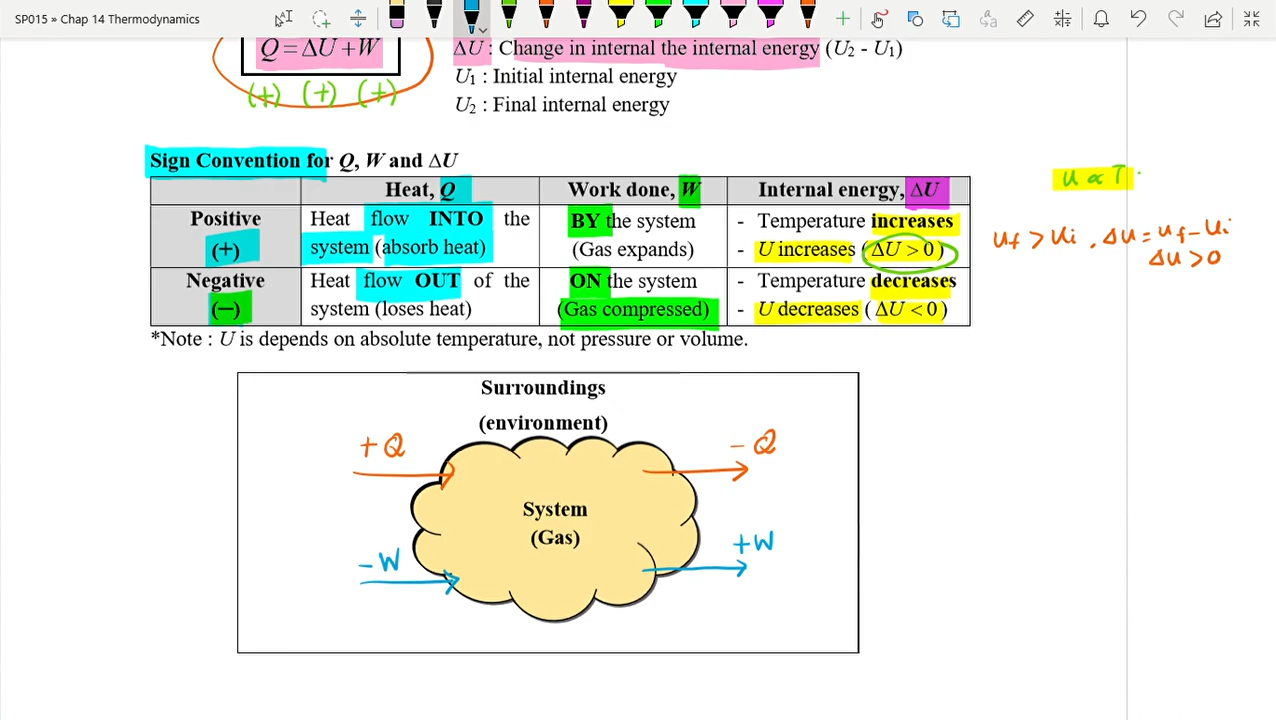 SP015 » Chap 14 Thermodynamics
Q = ΔU + W
(+) (+) (+)
ΔU : Change in internal the internal energy (U₂ - U₁)
U₁ : Initial internal energy
U₂ : Final internal energy
Sign Convention for Q, W and ΔU
Heat, Q
Work done, W
Internal energy, ΔU
Positive
(+)
Heat flow INTO the
system (absorb heat)
BY the system
(Gas expands)
- Temperature increases
- U increases (ΔU > 0)
Negative
(−)
Heat flow OUT of the
system (loses heat)
ON the system
(Gas compressed)
- Temperature decreases
- U decreases (ΔU < 0)
U ∝ T
Uf > Ui , ΔU = Uf − Ui
ΔU > 0
*Note : U is depends on absolute temperature, not pressure or volume.
Surroundings
(environment)
+Q
−Q
System
(Gas)
−W
+W